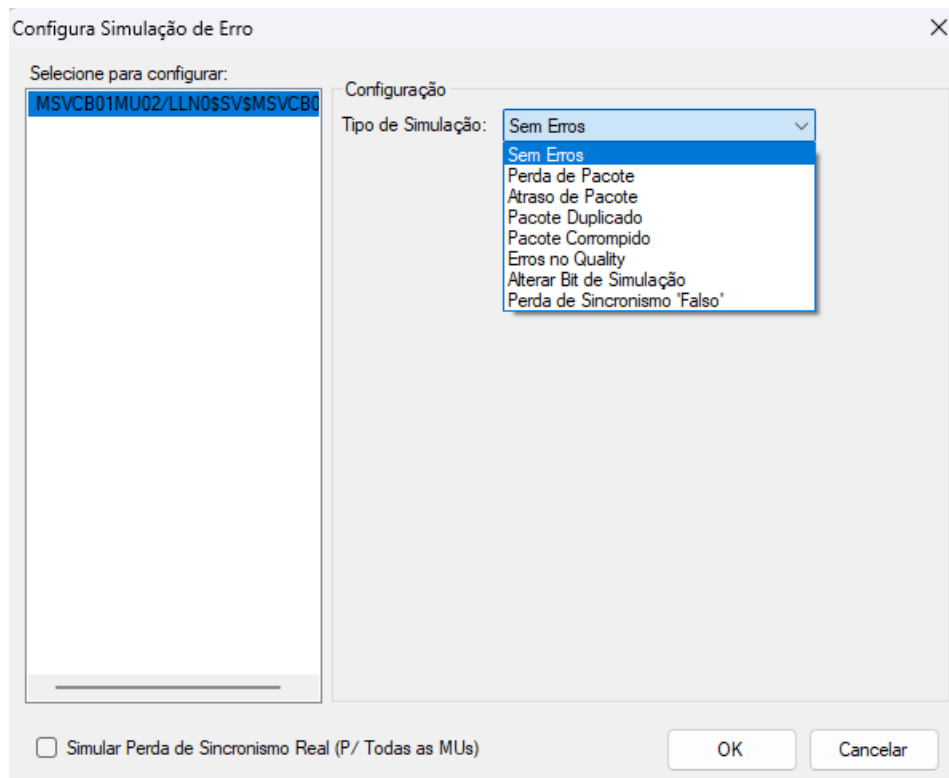 Configura Simulação de Erro
Selecione para configurar:
MSVCB01MU02/LLN0$SV$MSVCB0
Configuração
Tipo de Simulação:
Sem Erros
Sem Erros
Perda de Pacote
Atraso de Pacote
Pacote Duplicado
Pacote Corrompido
Erros no Quality
Alterar Bit de Simulação
Perda de Sincronismo 'Falso'
Simular Perda de Sincronismo Real (P/ Todas as MUs)
OK
Cancelar